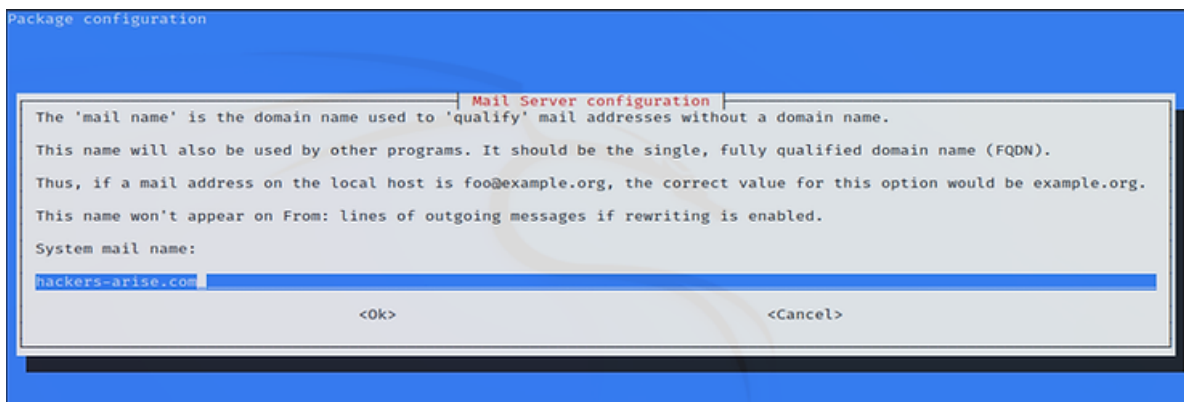 Package configuration
Mail Server configuration
The 'mail name' is the domain name used to 'qualify' mail addresses without a domain name.
This name will also be used by other programs. It should be the single, fully qualified domain name (FQDN).
Thus, if a mail address on the local host is foo@example.org, the correct value for this option would be example.org.
This name won't appear on From: lines of outgoing messages if rewriting is enabled.
System mail name:
hackers-arise.com
<Ok> <Cancel>